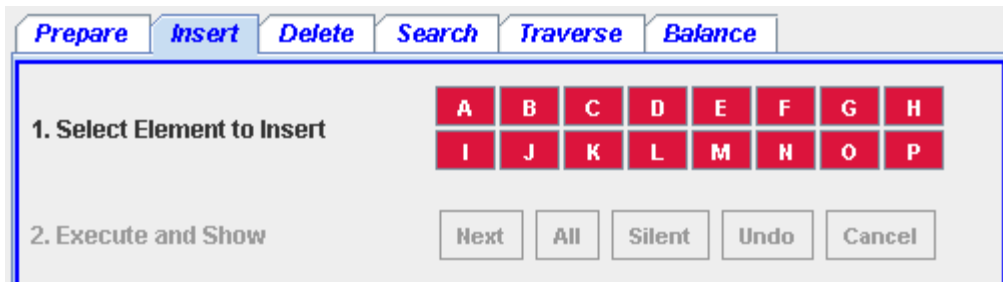 Prepare Insert Delete Search Traverse Balance
A B C D E F G H
1. Select Element to Insert
I J K L M N O P
2. Execute and Show Next All Silent Undo Cancel